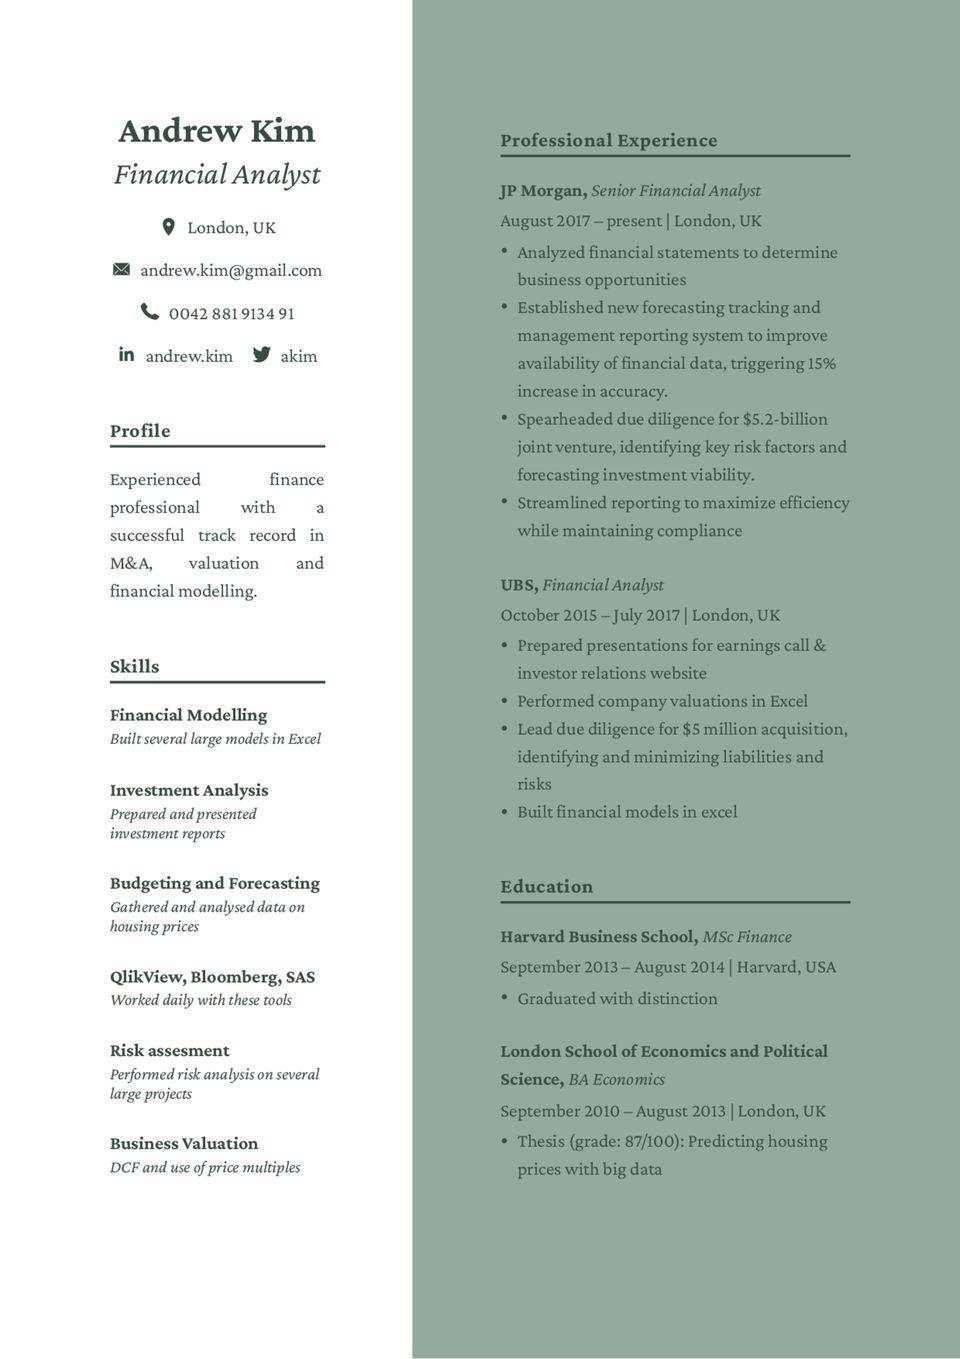 Andrew Kim
Financial Analyst
London, UK
andrew.kim@gmail.com
0042 881 9134 91
andrew.kim akim
Profile
Experienced finance
professional with a
successful track record in
M&A, valuation and
financial modelling.
Skills
Financial Modelling
Built several large models in Excel
Investment Analysis
Prepared and presented
investment reports
Budgeting and Forecasting
Gathered and analysed data on
housing prices
QlikView, Bloomberg, SAS
Worked daily with these tools
Risk assesment
Performed risk analysis on several
large projects
Business Valuation
DCF and use of price multiples
Professional Experience
JP Morgan, Senior Financial Analyst
August 2017 – present | London, UK
• Analyzed financial statements to determine
business opportunities
• Established new forecasting tracking and
management reporting system to improve
availability of financial data, triggering 15%
increase in accuracy.
• Spearheaded due diligence for $5.2-billion
joint venture, identifying key risk factors and
forecasting investment viability.
• Streamlined reporting to maximize efficiency
while maintaining compliance
UBS, Financial Analyst
October 2015 – July 2017 | London, UK
• Prepared presentations for earnings call &
investor relations website
• Performed company valuations in Excel
• Lead due diligence for $5 million acquisition,
identifying and minimizing liabilities and
risks
• Built financial models in excel
Education
Harvard Business School, MSc Finance
September 2013 – August 2014 | Harvard, USA
• Graduated with distinction
London School of Economics and Political
Science, BA Economics
September 2010 – August 2013 | London, UK
• Thesis (grade: 87/100): Predicting housing
prices with big data